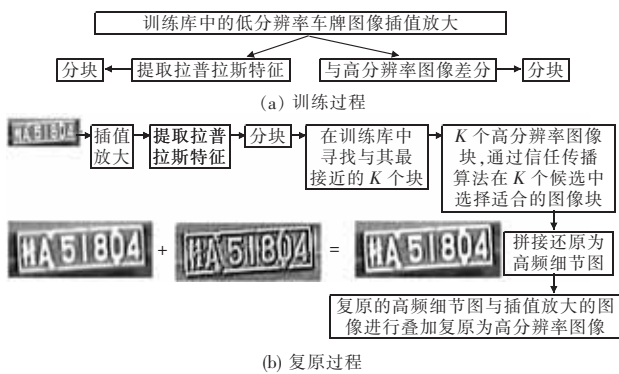 训练库中的低分辨率车牌图像插值放大
分块
提取拉普拉斯特征
与高分辨率图像差分
分块
(a) 训练过程
HA51804
插值
放大
提取拉普
拉斯特征
分块
在训练库中
寻找与其最
接近的 K 个块
K 个高分辨率图像
块,通过信任传播
算法在 K 个候选中
选择适合的图像块
HA51804
+
HA51804
=
HA51804
拼接还原为
高频细节图
复原的高频细节图与插值放大的图
像进行叠加复原为高分辨率图像
(b) 复原过程